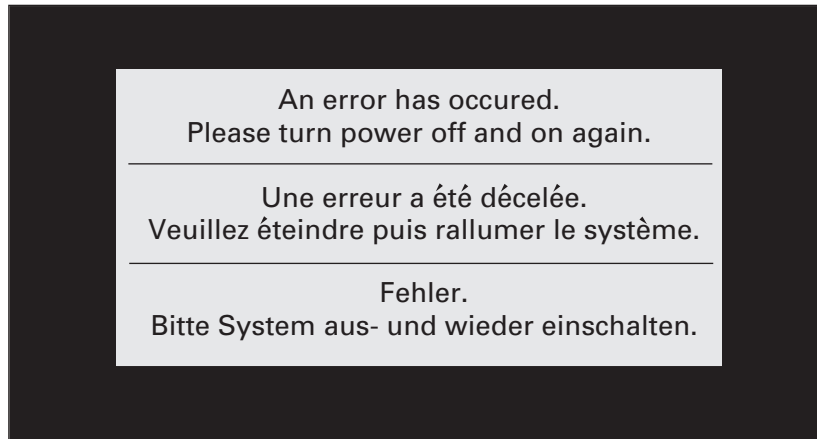 An error has occured.
Please turn power off and on again.
Une erreur a été décelée.
Veuillez éteindre puis rallumer le système.
Fehler.
Bitte System aus- und wieder einschalten.